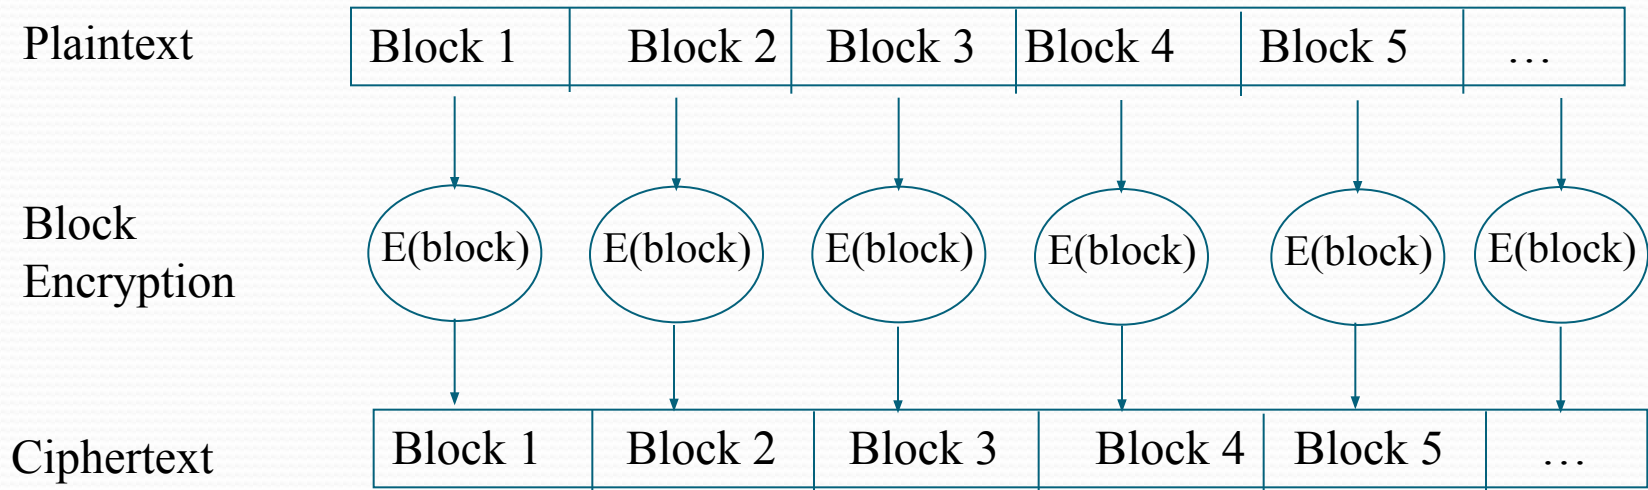 Plaintext
Block 1 Block 2 Block 3 Block 4 Block 5 …
Block
Encryption
E(block) E(block) E(block) E(block) E(block) E(block)
Ciphertext
Block 1 Block 2 Block 3 Block 4 Block 5 …